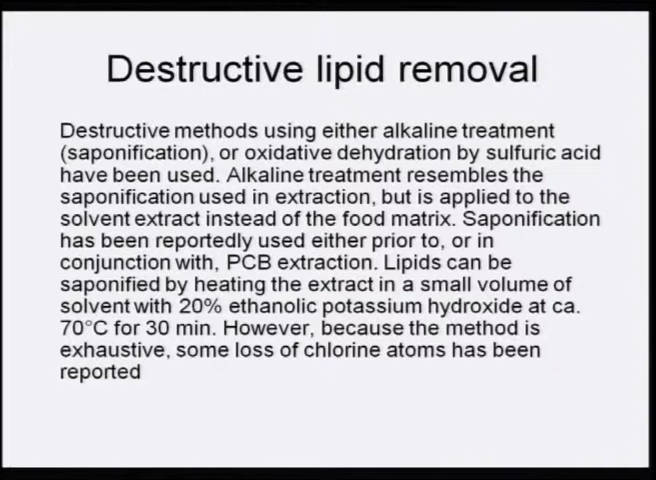 Destructive lipid removal
Destructive methods using either alkaline treatment
(saponification), or oxidative dehydration by sulfuric acid
have been used. Alkaline treatment resembles the
saponification used in extraction, but is applied to the
solvent extract instead of the food matrix. Saponification
has been reportedly used either prior to, or in
conjunction with, PCB extraction. Lipids can be
saponified by heating the extract in a small volume of
solvent with 20% ethanolic potassium hydroxide at ca.
70°C for 30 min. However, because the method is
exhaustive, some loss of chlorine atoms has been
reported